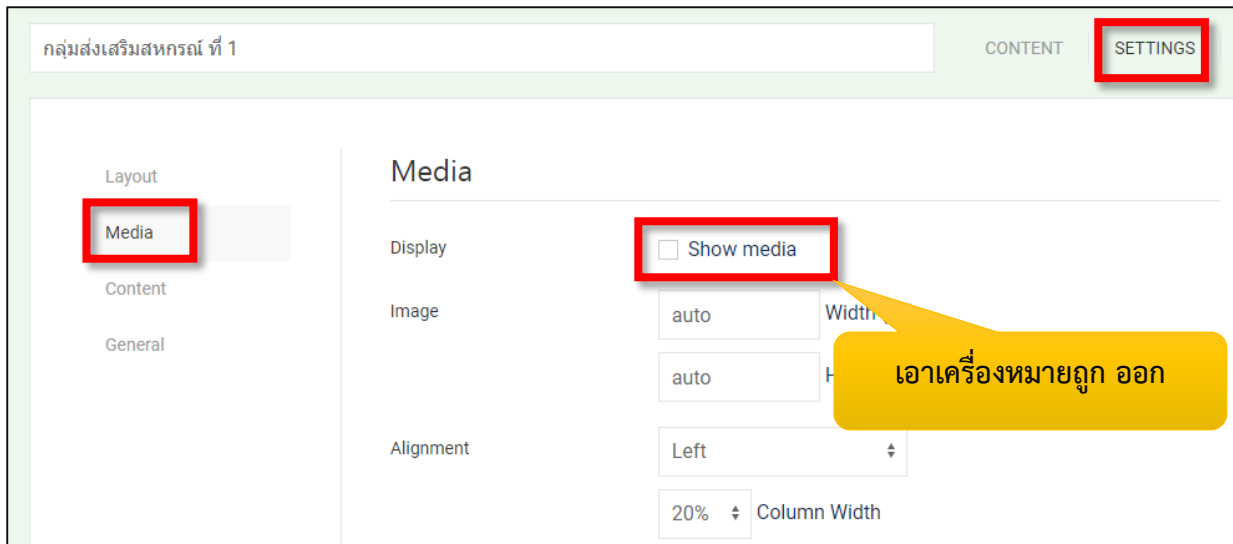 กลุ่มส่งเสริมสหกรณ์ ที่ 1
CONTENT
SETTINGS
Layout
Media
Content
General
Media
Display
Show media
Image
auto
Width
auto
เอาเครื่องหมายถูก ออก
Alignment
Left
20%
Column Width